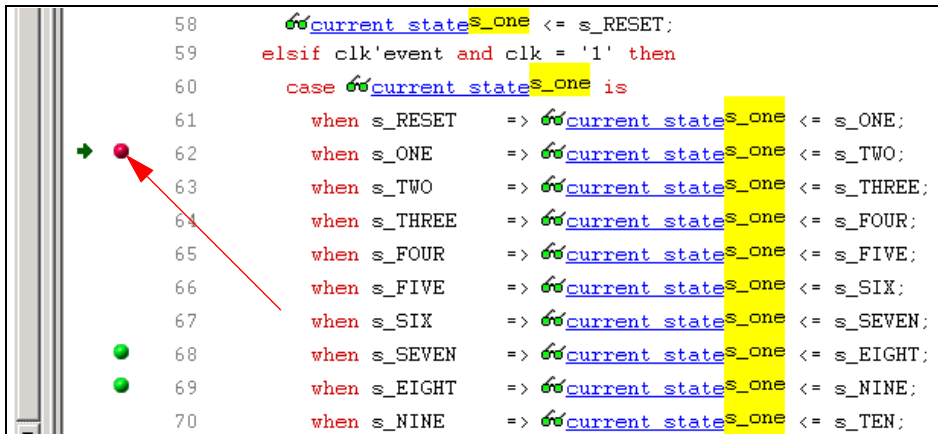 58 current_states_one <= s_RESET;
59 elsif clk'event and clk = '1' then
60 case current_states_one is
61 when s_RESET => current_states_one <= s_ONE;
62 when s_ONE => current_states_one <= s_TWO;
63 when s_TWO => current_states_one <= s_THREE;
64 when s_THREE => current_states_one <= s_FOUR;
65 when s_FOUR => current_states_one <= s_FIVE;
66 when s_FIVE => current_states_one <= s_SIX;
67 when s_SIX => current_states_one <= s_SEVEN;
68 when s_SEVEN => current_states_one <= s_EIGHT;
69 when s_EIGHT => current_states_one <= s_NINE;
70 when s_NINE => current_states_one <= s_TEN;